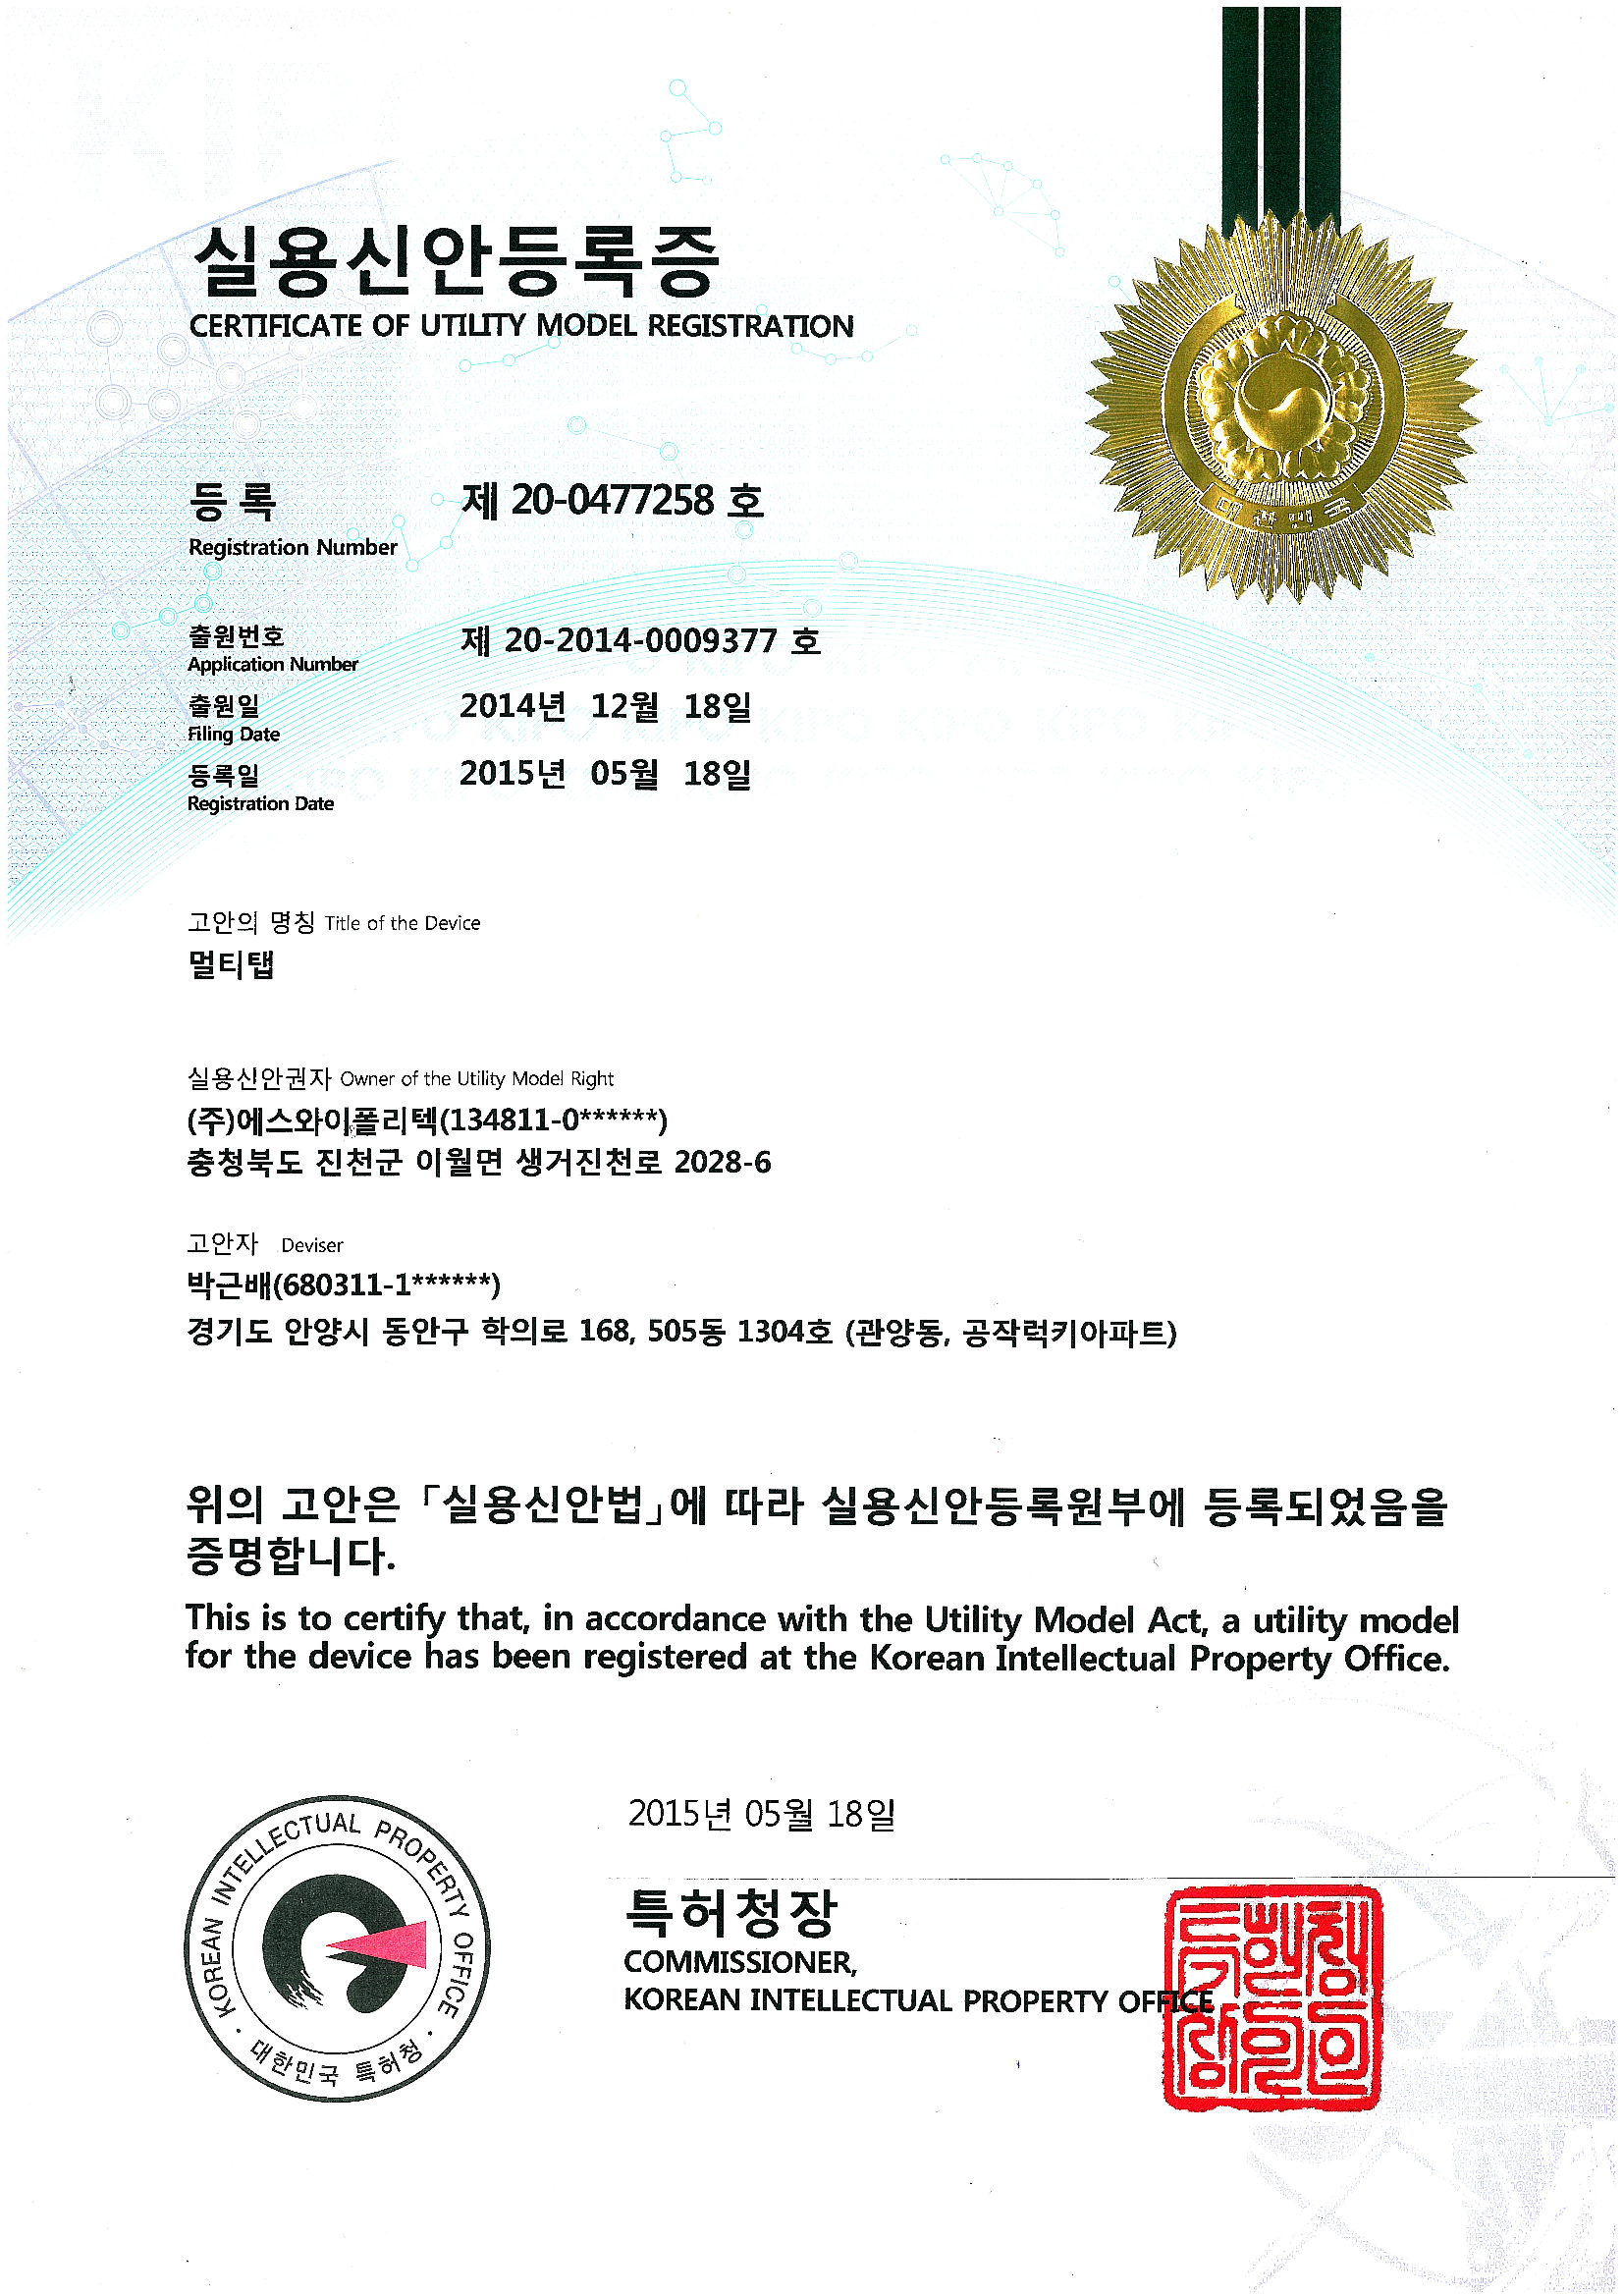 실용신안등록증
CERTIFICATE OF UTILITY MODEL REGISTRATION
대한민국
등록 제 20-0477258 호
Registration Number
출원번호 제 20-2014-0009377 호
Application Number
출원일 2014년 12월 18일
Filing Date
등록일 2015년 05월 18일
Registration Date
고안의 명칭 Title of the Device
멀티탭
실용신안권자 Owner of the Utility Model Right
(주)에스와이폴리텍(134811-0******)
충청북도 진천군 이월면 생거진천로 2028-6
고안자 Deviser
박근배(680311-1******)
경기도 안양시 동안구 학의로 168, 505동 1304호 (관양동, 공작럭키아파트)
위의 고안은 「실용신안법」에 따라 실용신안등록원부에 등록되었음을
증명합니다.
This is to certify that, in accordance with the Utility Model Act, a utility model
for the device has been registered at the Korean Intellectual Property Office.
2015년 05월 18일
특허청장
COMMISSIONER,
KOREAN INTELLECTUAL PROPERTY OFFICE
KOREAN INTELLECTUAL PROPERTY OFFICE
대한민국 특허청